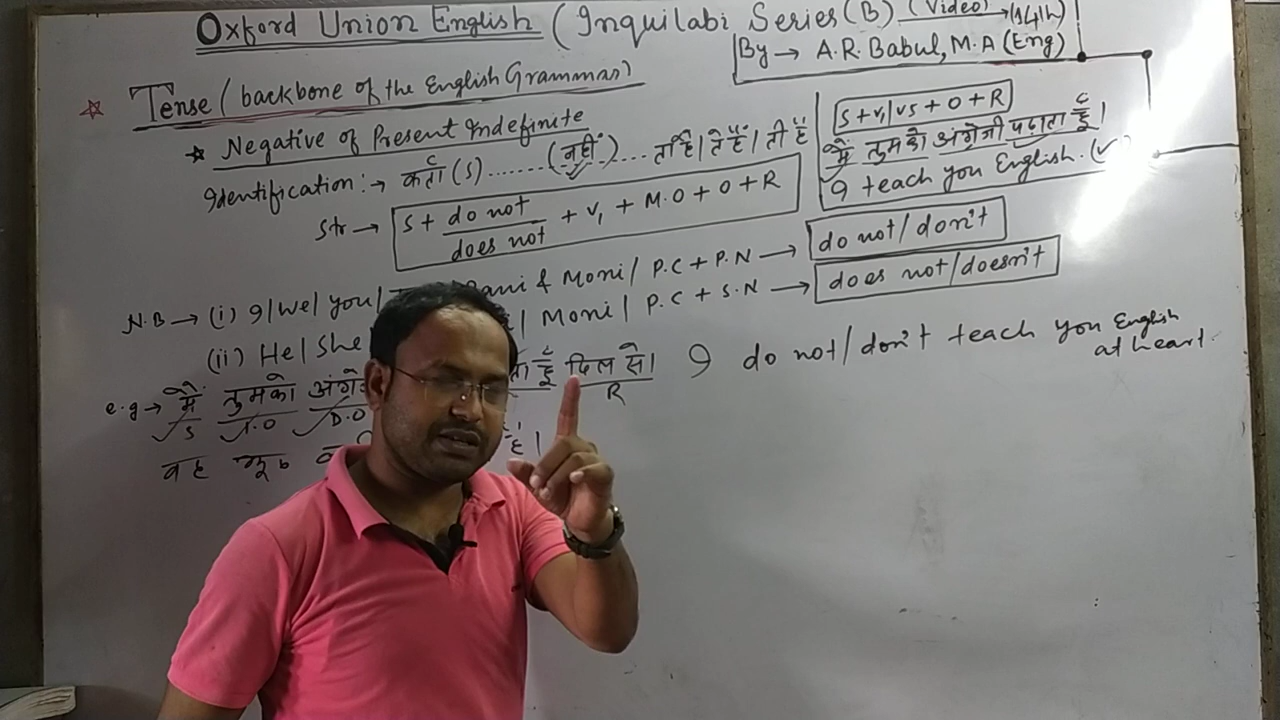 Oxford Union English (Inquilabi Series (B) (Video) → (14th)
By → A.R. Babul, M.A (Eng)
Tense (backbone of the English Grammar)
* Negative of Present Indefinite
Identification :→ कर्ता (S) ........ (नहीं) .... ता है। ते हैं। ती है
Str → S + do not / does not + V1 + M.O + O + R
S + V1/V5 + O + R
मैं तुमको अंग्रेजी पढ़ाता हूँ।
I teach you English. (V)
N.B → (i) I/We/you/ Rani & Moni / P.C + P.N → do not/don't
(ii) He/She Moni / P.C + S.N → does not/doesn't
e.g → मैं तुमको अंग्रे ता हूँ दिल से। I do not/don't teach you English at heart.
S I.O D.O R
वह है।